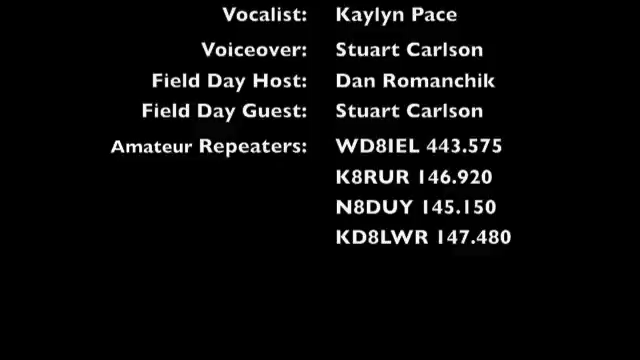 Vocalist: Kaylyn Pace
Voiceover: Stuart Carlson
Field Day Host: Dan Romanchik
Field Day Guest: Stuart Carlson
Amateur Repeaters: WD8IEL 443.575
K8RUR 146.920
N8DUY 145.150
KD8LWR 147.480